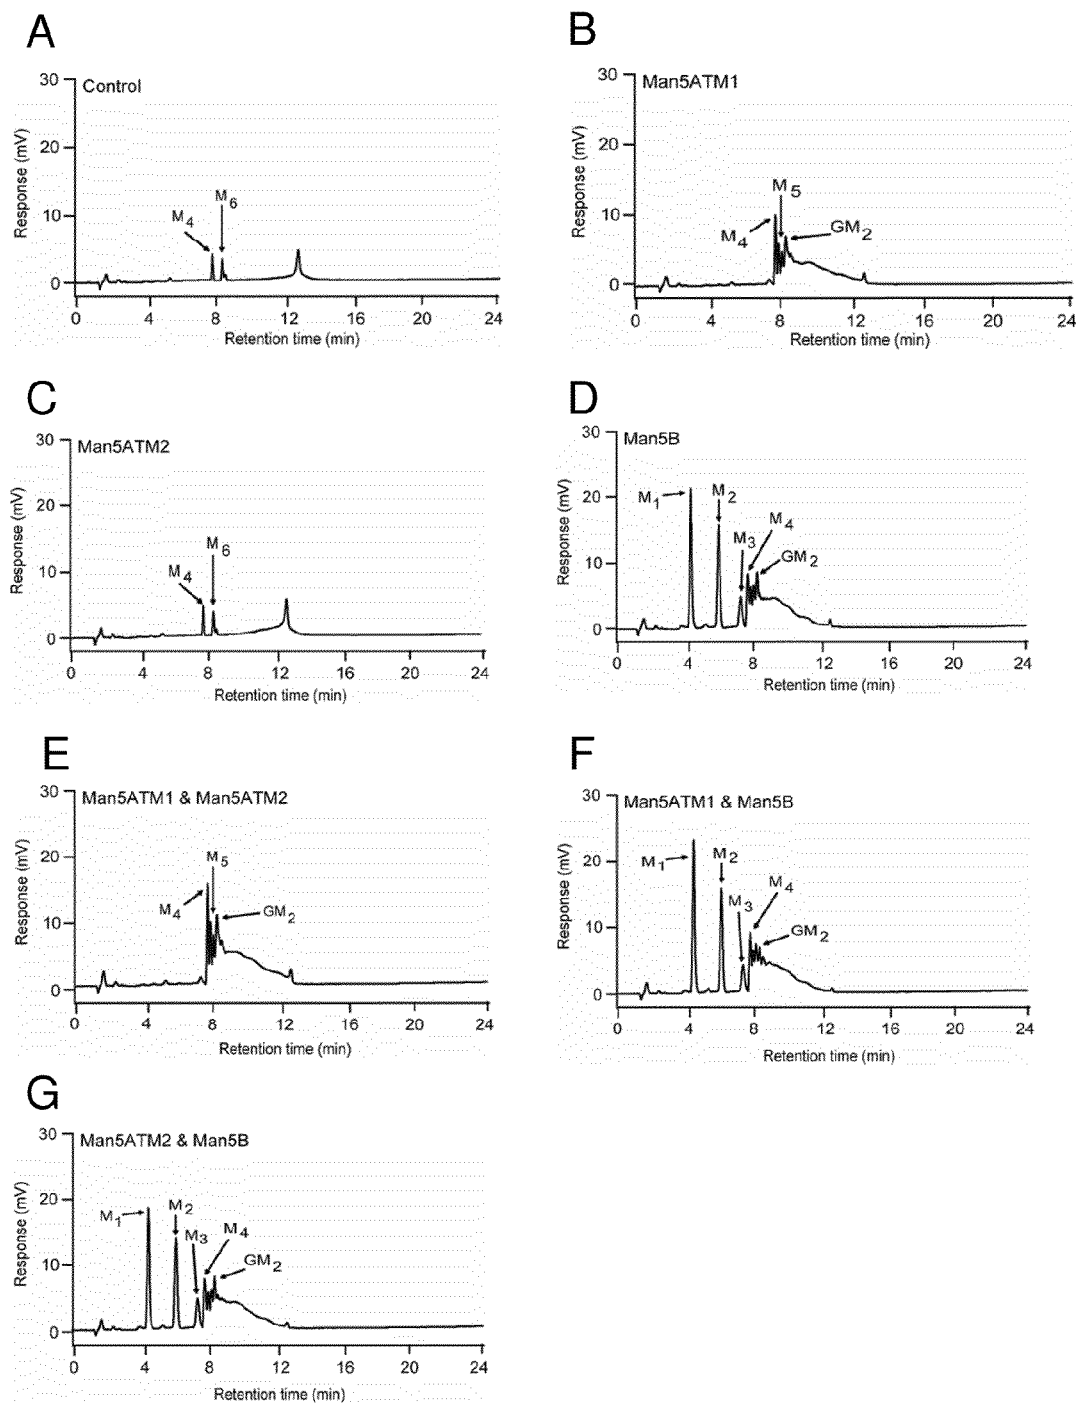 A
Control
30
20
10
0
Response (mV)
M4
M6
0 4 8 12 16 20 24
Retention time (min)
B
Man5ATM1
30
20
10
0
Response (mV)
M5
M4
GM2
0 4 8 12 16 20 24
Retention time (min)
C
Man5ATM2
30
20
10
0
Response (mV)
M6
M4
0 4 8 12 16 20 24
Retention time (min)
D
Man5B
30
20
10
0
Response (mV)
M1
M2
M3
M4
GM2
0 4 8 12 16 20 24
Retention time (min)
E
Man5ATM1 & Man5ATM2
30
20
10
0
Response (mV)
M5
M4
GM2
0 4 8 12 16 20 24
Retention time (min)
F
Man5ATM1 & Man5B
30
20
10
0
Response (mV)
M1
M2
M3
M4
GM2
0 4 8 12 16 20 24
Retention time (min)
G
Man5ATM2 & Man5B
30
20
10
0
Response (mV)
M1
M2
M3
M4
GM2
0 4 8 12 16 20 24
Retention time (min)